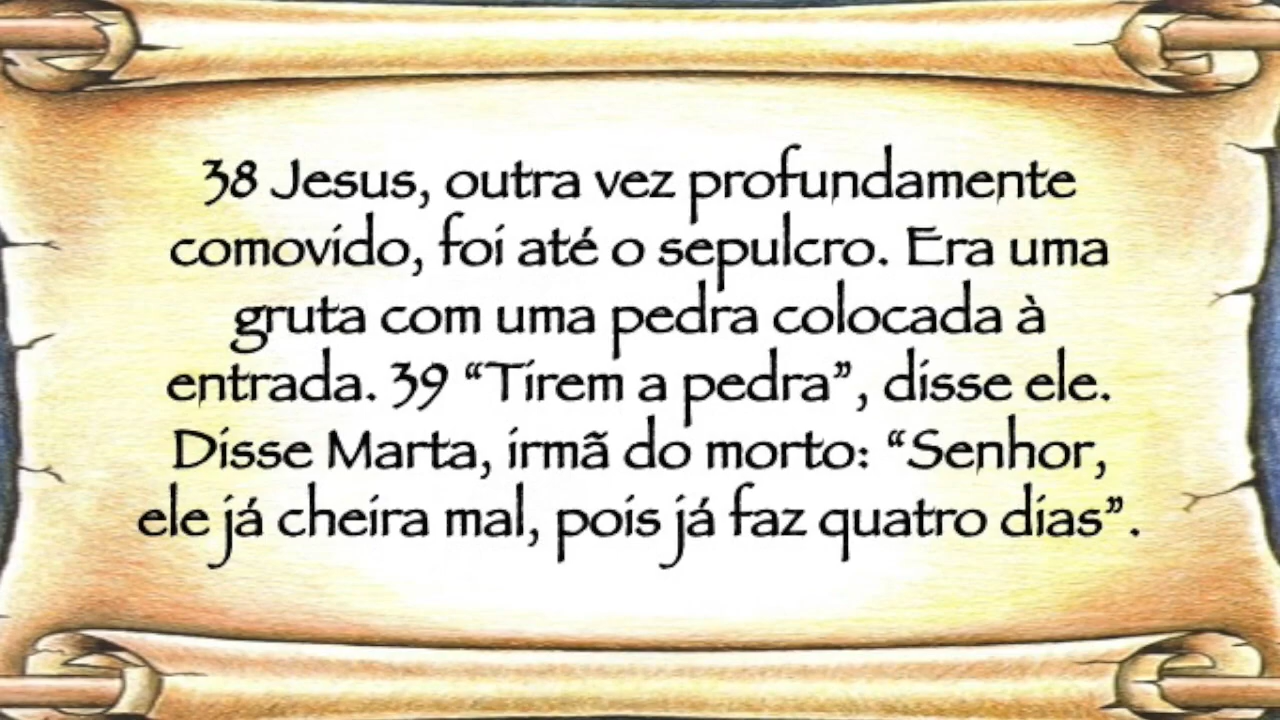 38 Jesus, outra vez profundamente
comovido, foi até o sepulcro. Era uma
gruta com uma pedra colocada à
entrada. 39 “Tirem a pedra”, disse ele.
Disse Marta, irmã do morto: “Senhor,
ele já cheira mal, pois já faz quatro dias”.